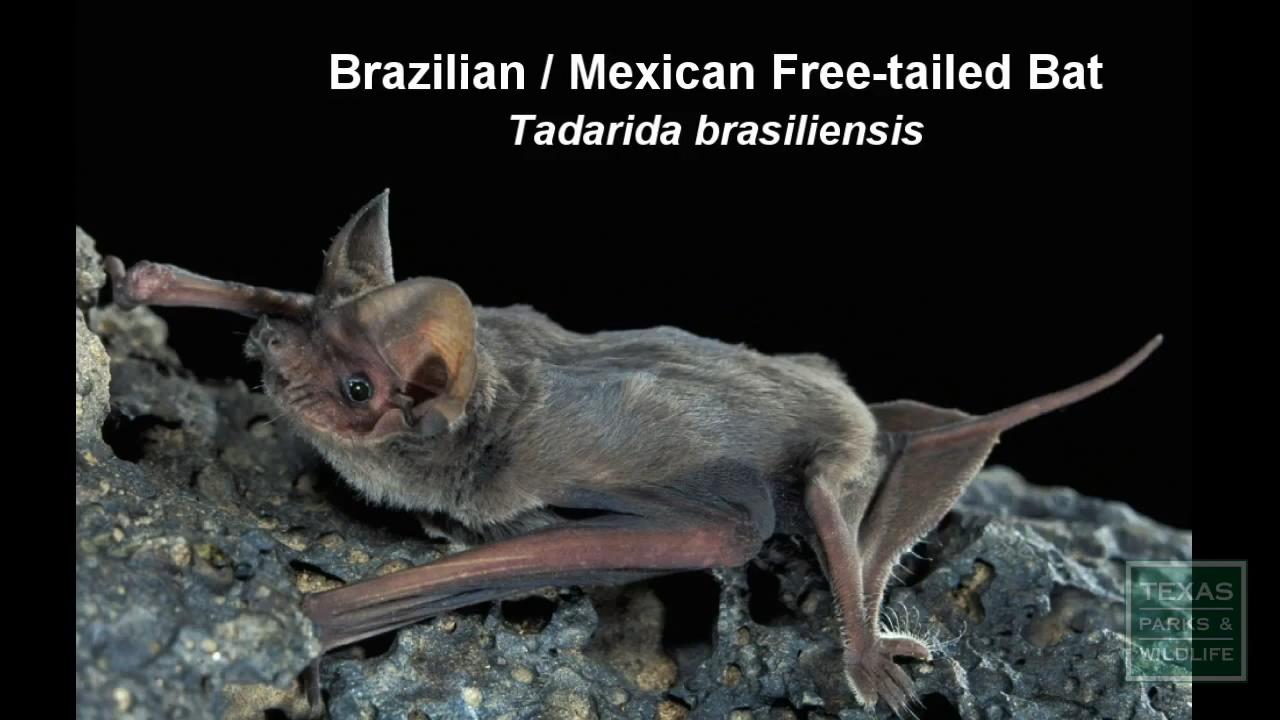 Brazilian / Mexican Free-tailed Bat
Tadarida brasiliensis
TEXAS
PARKS &
WILDLIFE